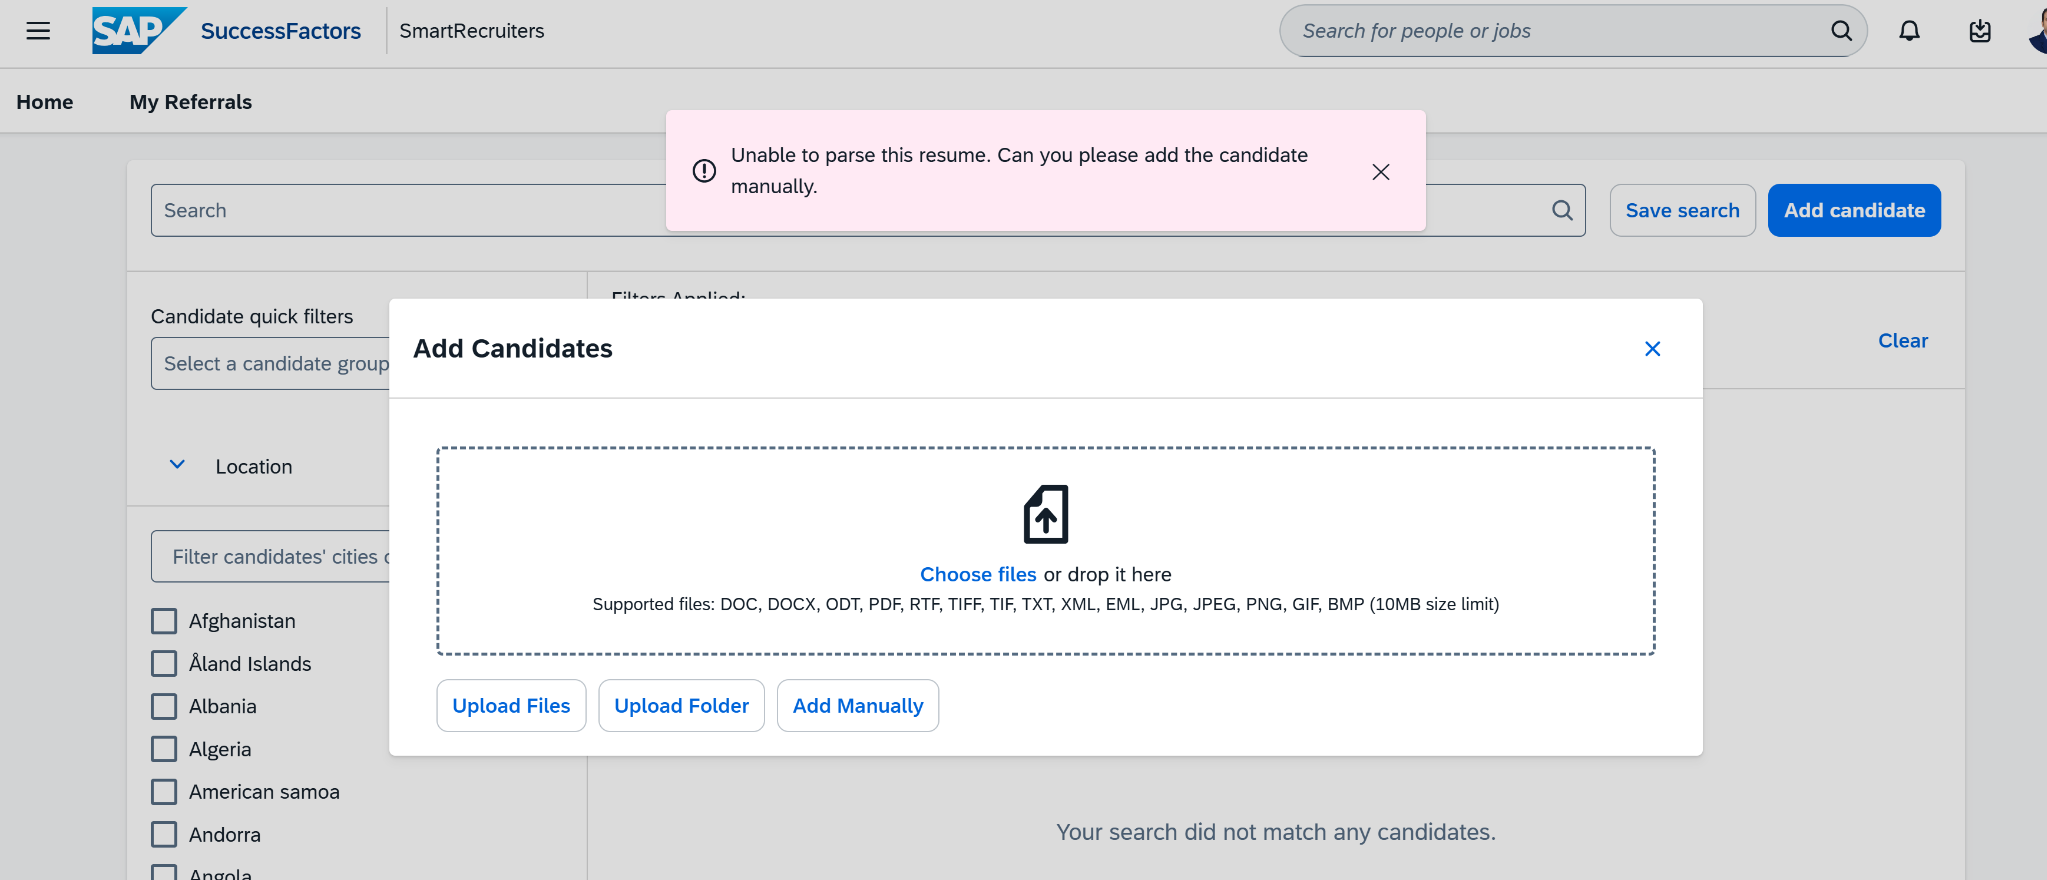 SAP SuccessFactors SmartRecruiters Search for people or jobs
Home My Referrals
Unable to parse this resume. Can you please add the candidate
manually.
Search Save search Add candidate
Filters Applied:
Candidate quick filters
Clear
Select a candidate group
Add Candidates
Location
Choose files or drop it here
Supported files: DOC, DOCX, ODT, PDF, RTF, TIFF, TIF, TXT, XML, EML, JPG, JPEG, PNG, GIF, BMP (10MB size limit)
Upload Files Upload Folder Add Manually
Filter candidates' cities
Afghanistan
Åland Islands
Albania
Algeria
American samoa
Andorra
Angola
Your search did not match any candidates.